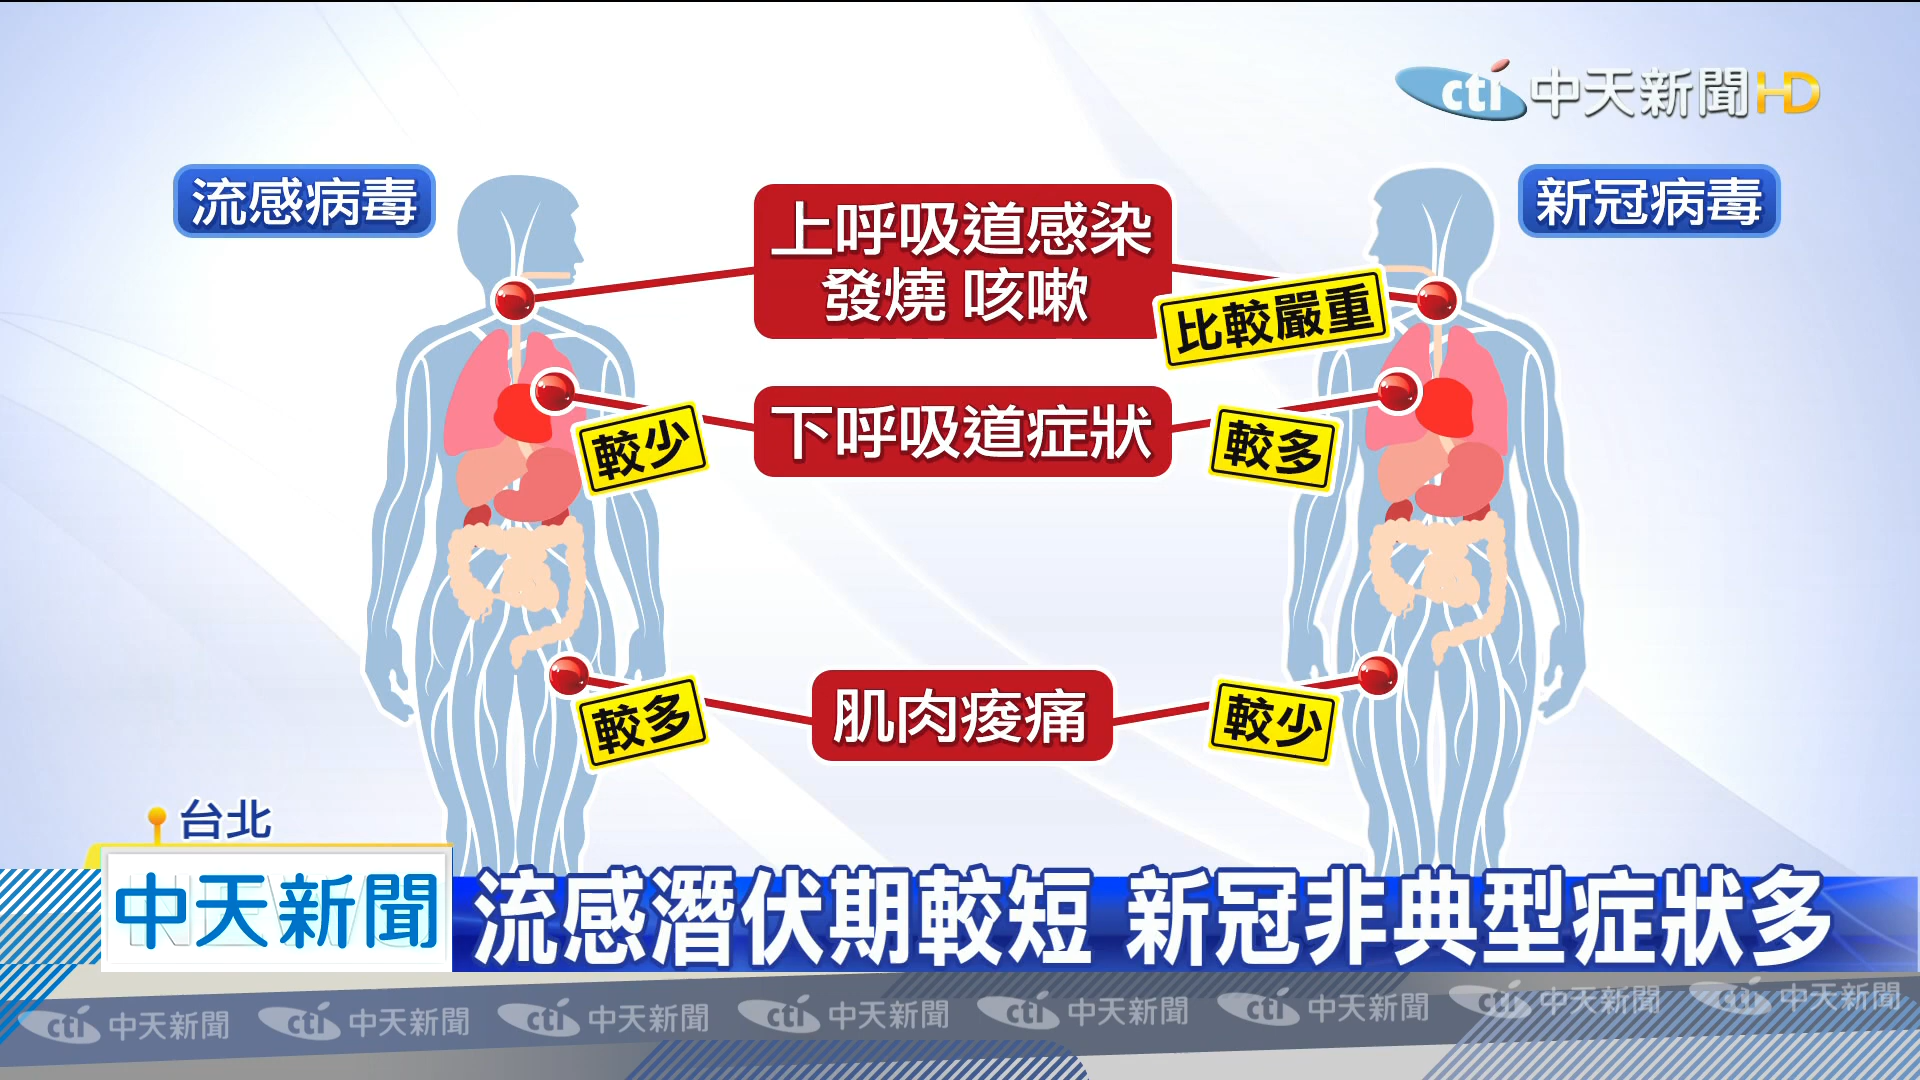 cti 中天新聞HD
流感病毒
新冠病毒
上呼吸道感染
發燒 咳嗽
比較嚴重
下呼吸道症狀
較少
較多
肌肉痠痛
較多
較少
台北
中天新聞
流感潛伏期較短 新冠非典型症狀多
cti 中天新聞 cti 中天新聞 cti 中天新聞 cti 中天新聞 cti 中天新聞 cti 中天新聞 cti 中天新聞 cti 中天新聞